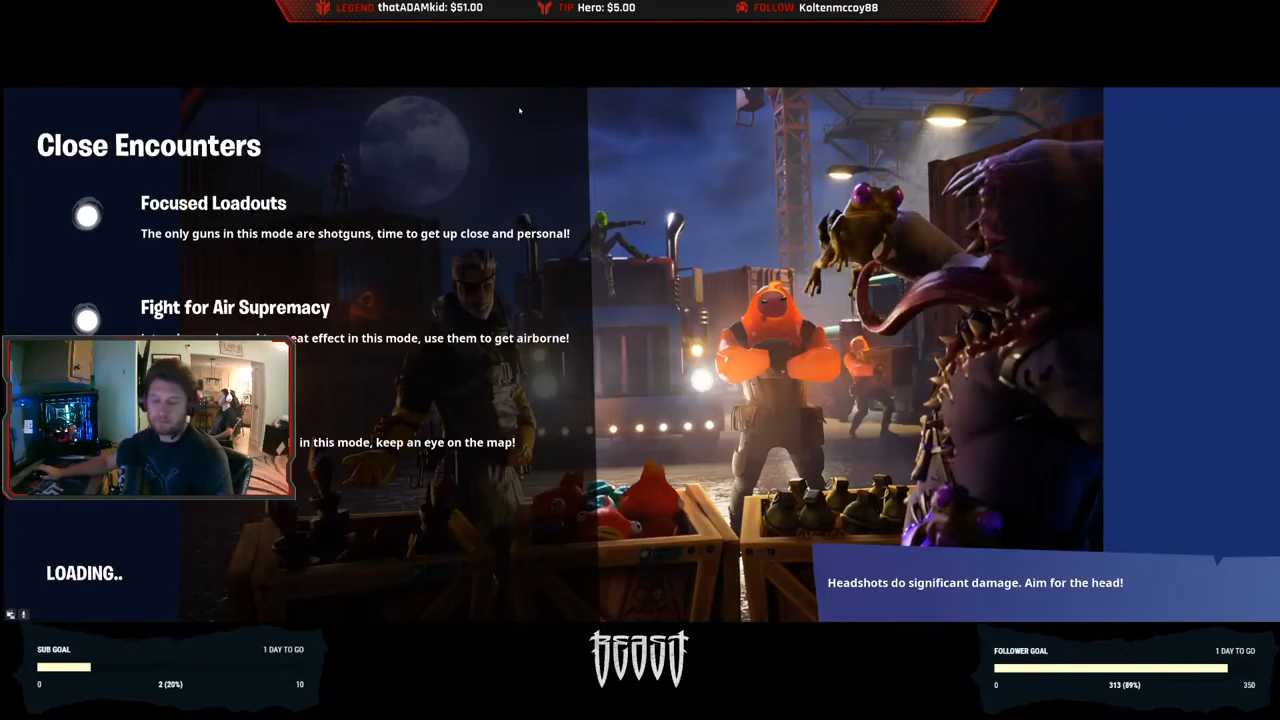 LEGEND thatADAMkid: $51.00
TIP Hero: $5.00
FOLLOW Koltenmccoy88
Close Encounters
Focused Loadouts
The only guns in this mode are shotguns, time to get up close and personal!
Fight for Air Supremacy
eat effect in this mode, use them to get airborne!
in this mode, keep an eye on the map!
LOADING..
Headshots do significant damage. Aim for the head!
SUB GOAL
1 DAY TO GO
0
2 (20%)
10
BEAST
FOLLOWER GOAL
1 DAY TO GO
0
313 (89%)
350